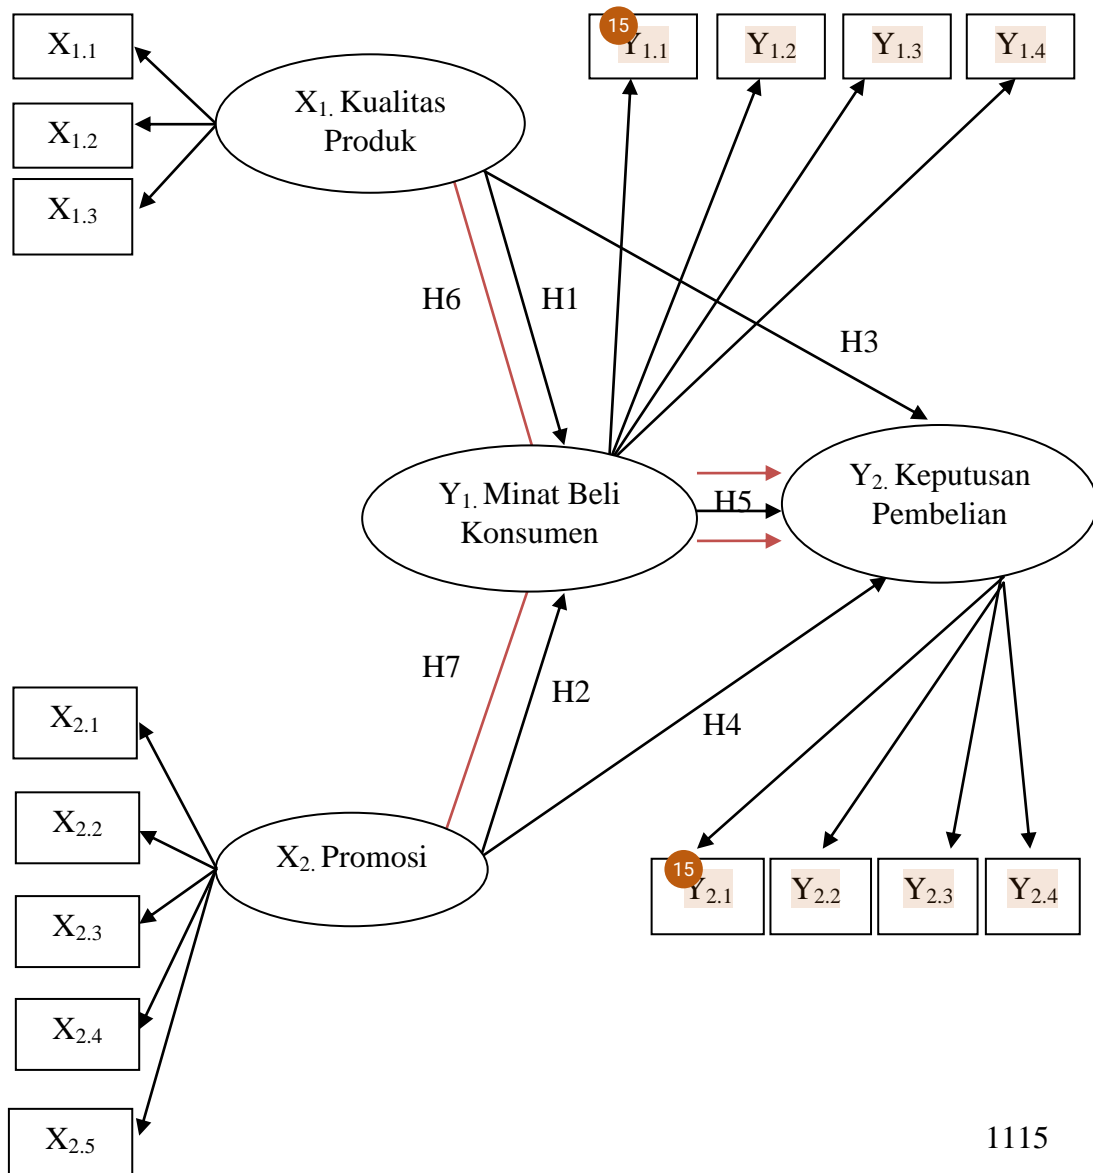 X1.1
X1.2
X1.3
X1. Kualitas
Produk
15
Y1.1
Y1.2
Y1.3
Y1.4
H6
H1
H3
Y1. Minat Beli
Konsumen
H5
Y2. Keputusan
Pembelian
H7
H2
H4
X2.1
X2.2
X2.3
X2.4
X2.5
X2. Promosi
15
Y2.1
Y2.2
Y2.3
Y2.4
1115